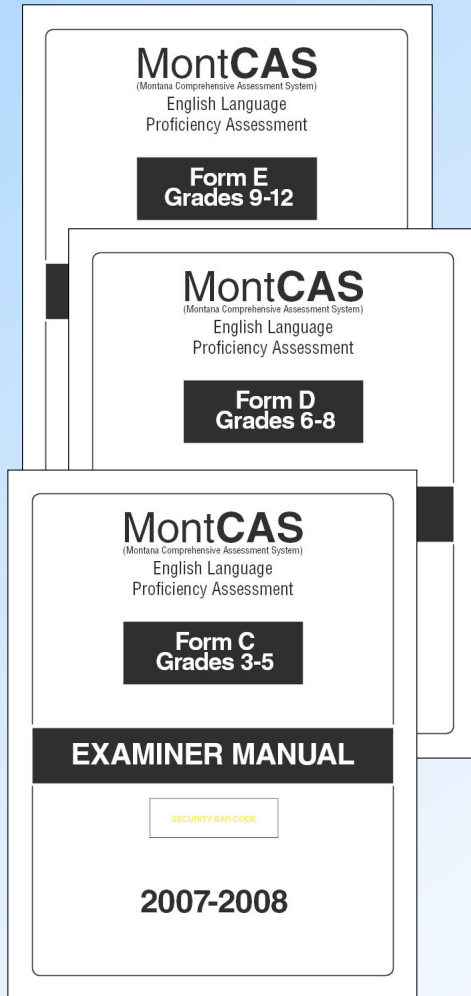 MontCAS
(Montana Comprehensive Assessment System)
English Language
Proficiency Assessment
Form E
Grades 9-12
MontCAS
(Montana Comprehensive Assessment System)
English Language
Proficiency Assessment
Form D
Grades 6-8
MontCAS
(Montana Comprehensive Assessment System)
English Language
Proficiency Assessment
Form C
Grades 3-5
EXAMINER MANUAL
SECURITY BAR CODE
2007-2008